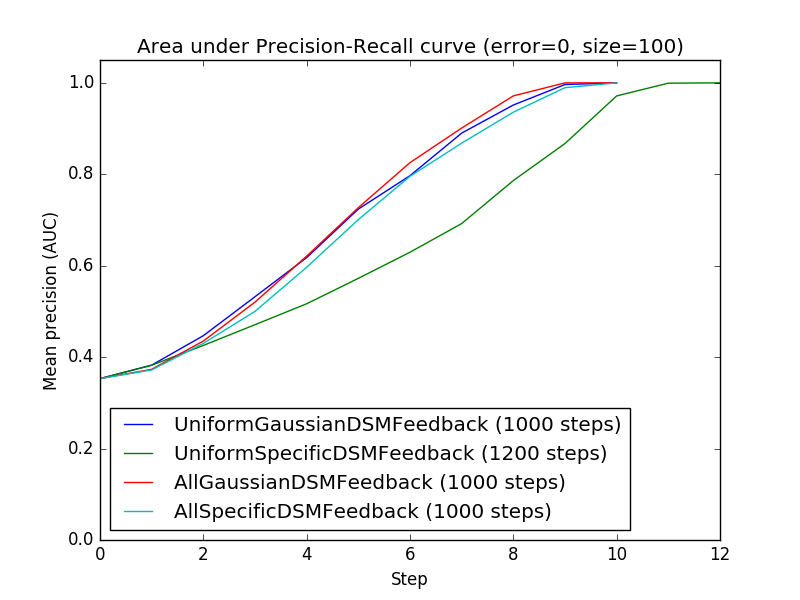 Area under Precision-Recall curve (error=0, size=100)
1.0
0.8
0.6
0.4
0.2
0.0
Mean precision (AUC)
UniformGaussianDSMFeedback (1000 steps)
UniformSpecificDSMFeedback (1200 steps)
AllGaussianDSMFeedback (1000 steps)
AllSpecificDSMFeedback (1000 steps)
0 2 4 6 8 10 12
Step